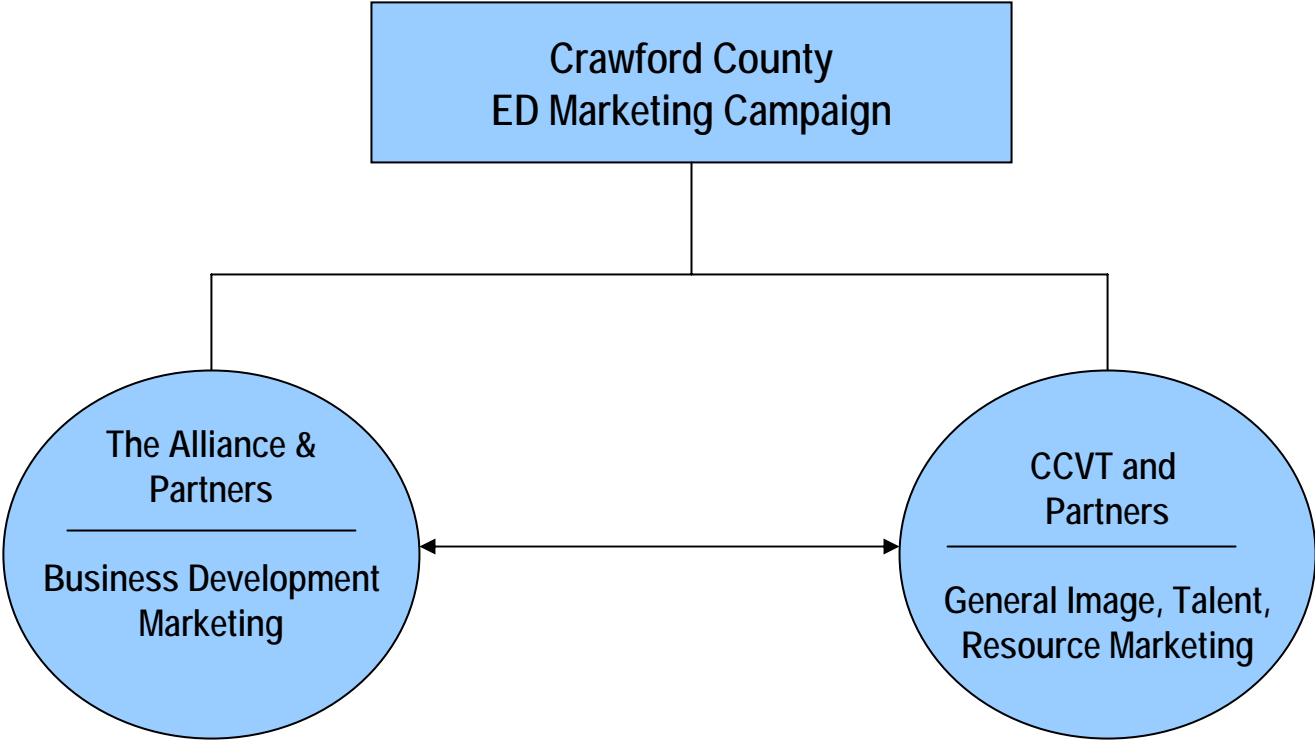 Crawford County
ED Marketing Campaign
The Alliance &
Partners
Business Development
Marketing
CCVT and
Partners
General Image, Talent,
Resource Marketing